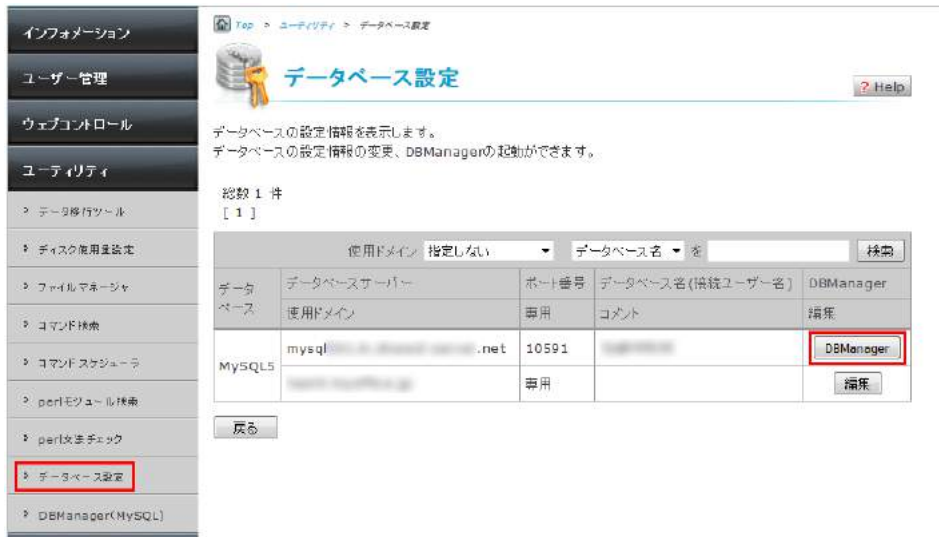 インフォメーション
ユーザー管理
ウェブコントロール
ユーティリティ
データ移行ツール
ディスク使用量設定
ファイルマネージャ
コマンド検索
コマンドスケジューラ
perlモジュール検索
perl文法チェック
データベース設定
DBManager(MySQL)
Top > ユーティリティ > データベース設定
データベース設定
? Help
データベースの設定情報を表示します。
データベースの設定情報の変更、DBManagerの起動ができます。
総数 1 件
[ 1 ]
使用ドメイン 指定しない データベース名 を 検索
データベース データベースサーバー ポート番号 データベース名(接続ユーザー名) DBManager
使用ドメイン 専用 コメント 編集
MySQL5 mysql .net 10591 DBManager
専用 編集
戻る